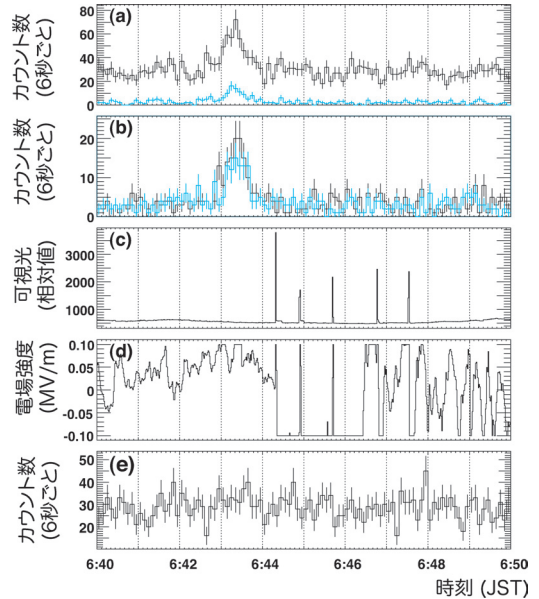 (a)
カウント数
(6秒ごと)
80
60
40
20
0
(b)
カウント数
(6秒ごと)
20
10
0
(c)
可視光
(相対値)
3000
2000
1000
(d)
電場強度
(MV/m)
0.10
0.05
0
-0.05
-0.10
(e)
カウント数
(6秒ごと)
50
40
30
20
6:40 6:42 6:44 6:46 6:48 6:50
時刻 (JST)